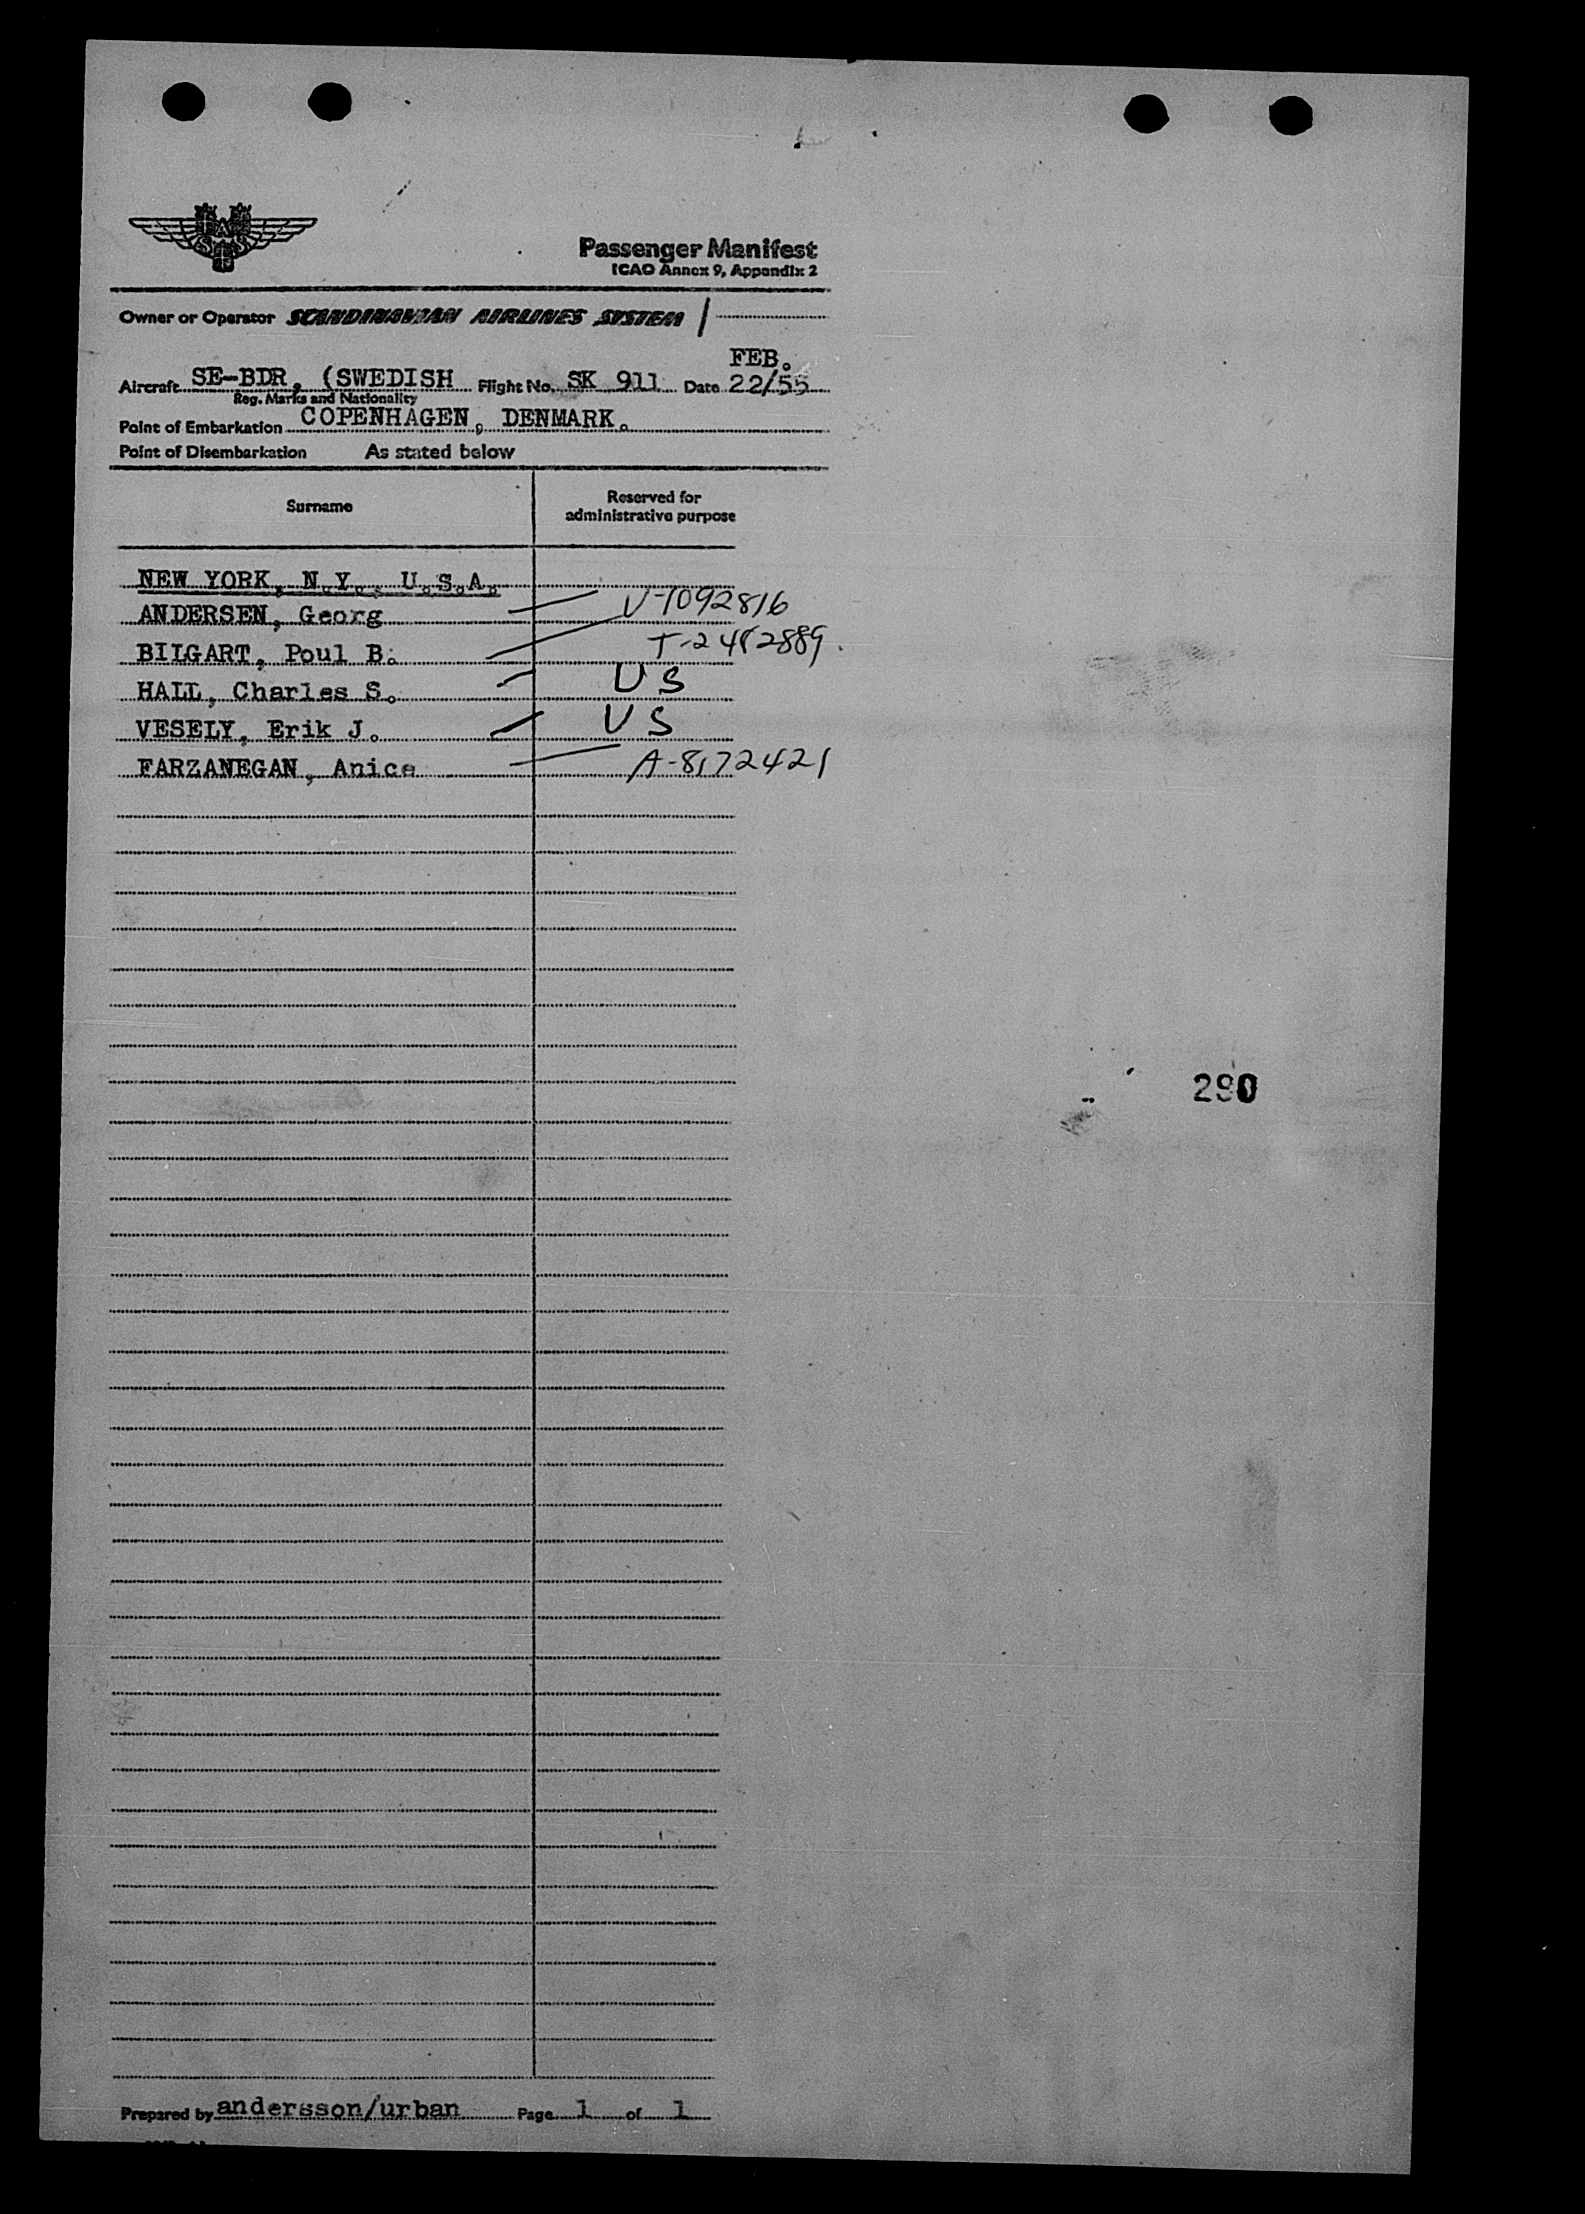 Passenger Manifest
ICAO Annex 9, Appendix 2
Owner or Operator SCANDINAVIAN AIRLINES SYSTEM
FEB.
Aircraft SE-BDR, (SWEDISH Flight No. SK 911 Date 22/55
Reg. Marks and Nationality
Point of Embarkation COPENHAGEN, DENMARK.
Point of Disembarkation As stated below
Surname Reserved for administrative purpose
NEW YORK, N.Y., U.S.A.
ANDERSEN, Georg V-1092816
BILGART, Poul B.
HALL, Charles S. US
VESELY, Erik J. US
FARZANEGAN, Anice A-8172421
290
Prepared by andersson/urban Page 1 of 1